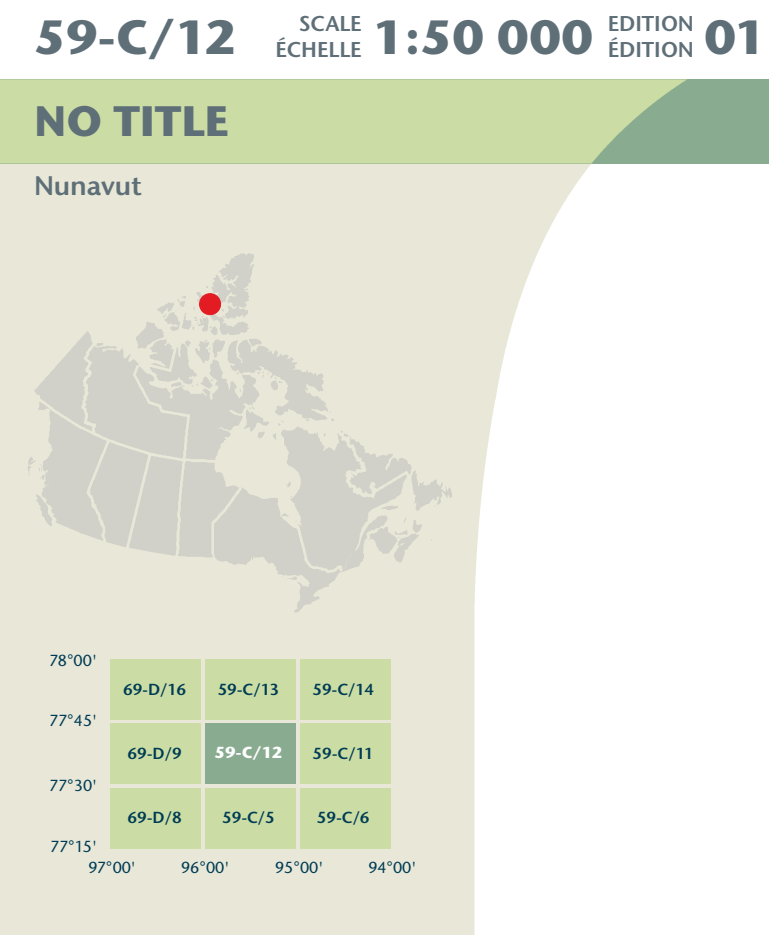 59-C/12 SCALE 1:50 000 EDITION 01
ÉCHELLE ÉDITION
NO TITLE
Nunavut
78°00'
69-D/16 59-C/13 59-C/14
77°45'
69-D/9 59-C/12 59-C/11
77°30'
69-D/8 59-C/5 59-C/6
77°15'
97°00' 96°00' 95°00' 94°00'